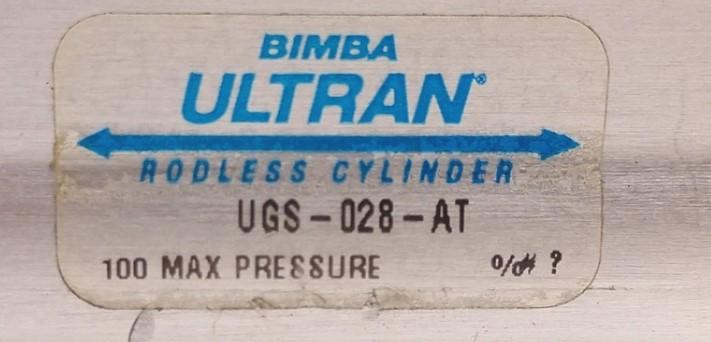 BIMBA
ULTRAN®
RODLESS CYLINDER
UGS-028-AT
100 MAX PRESSURE ?